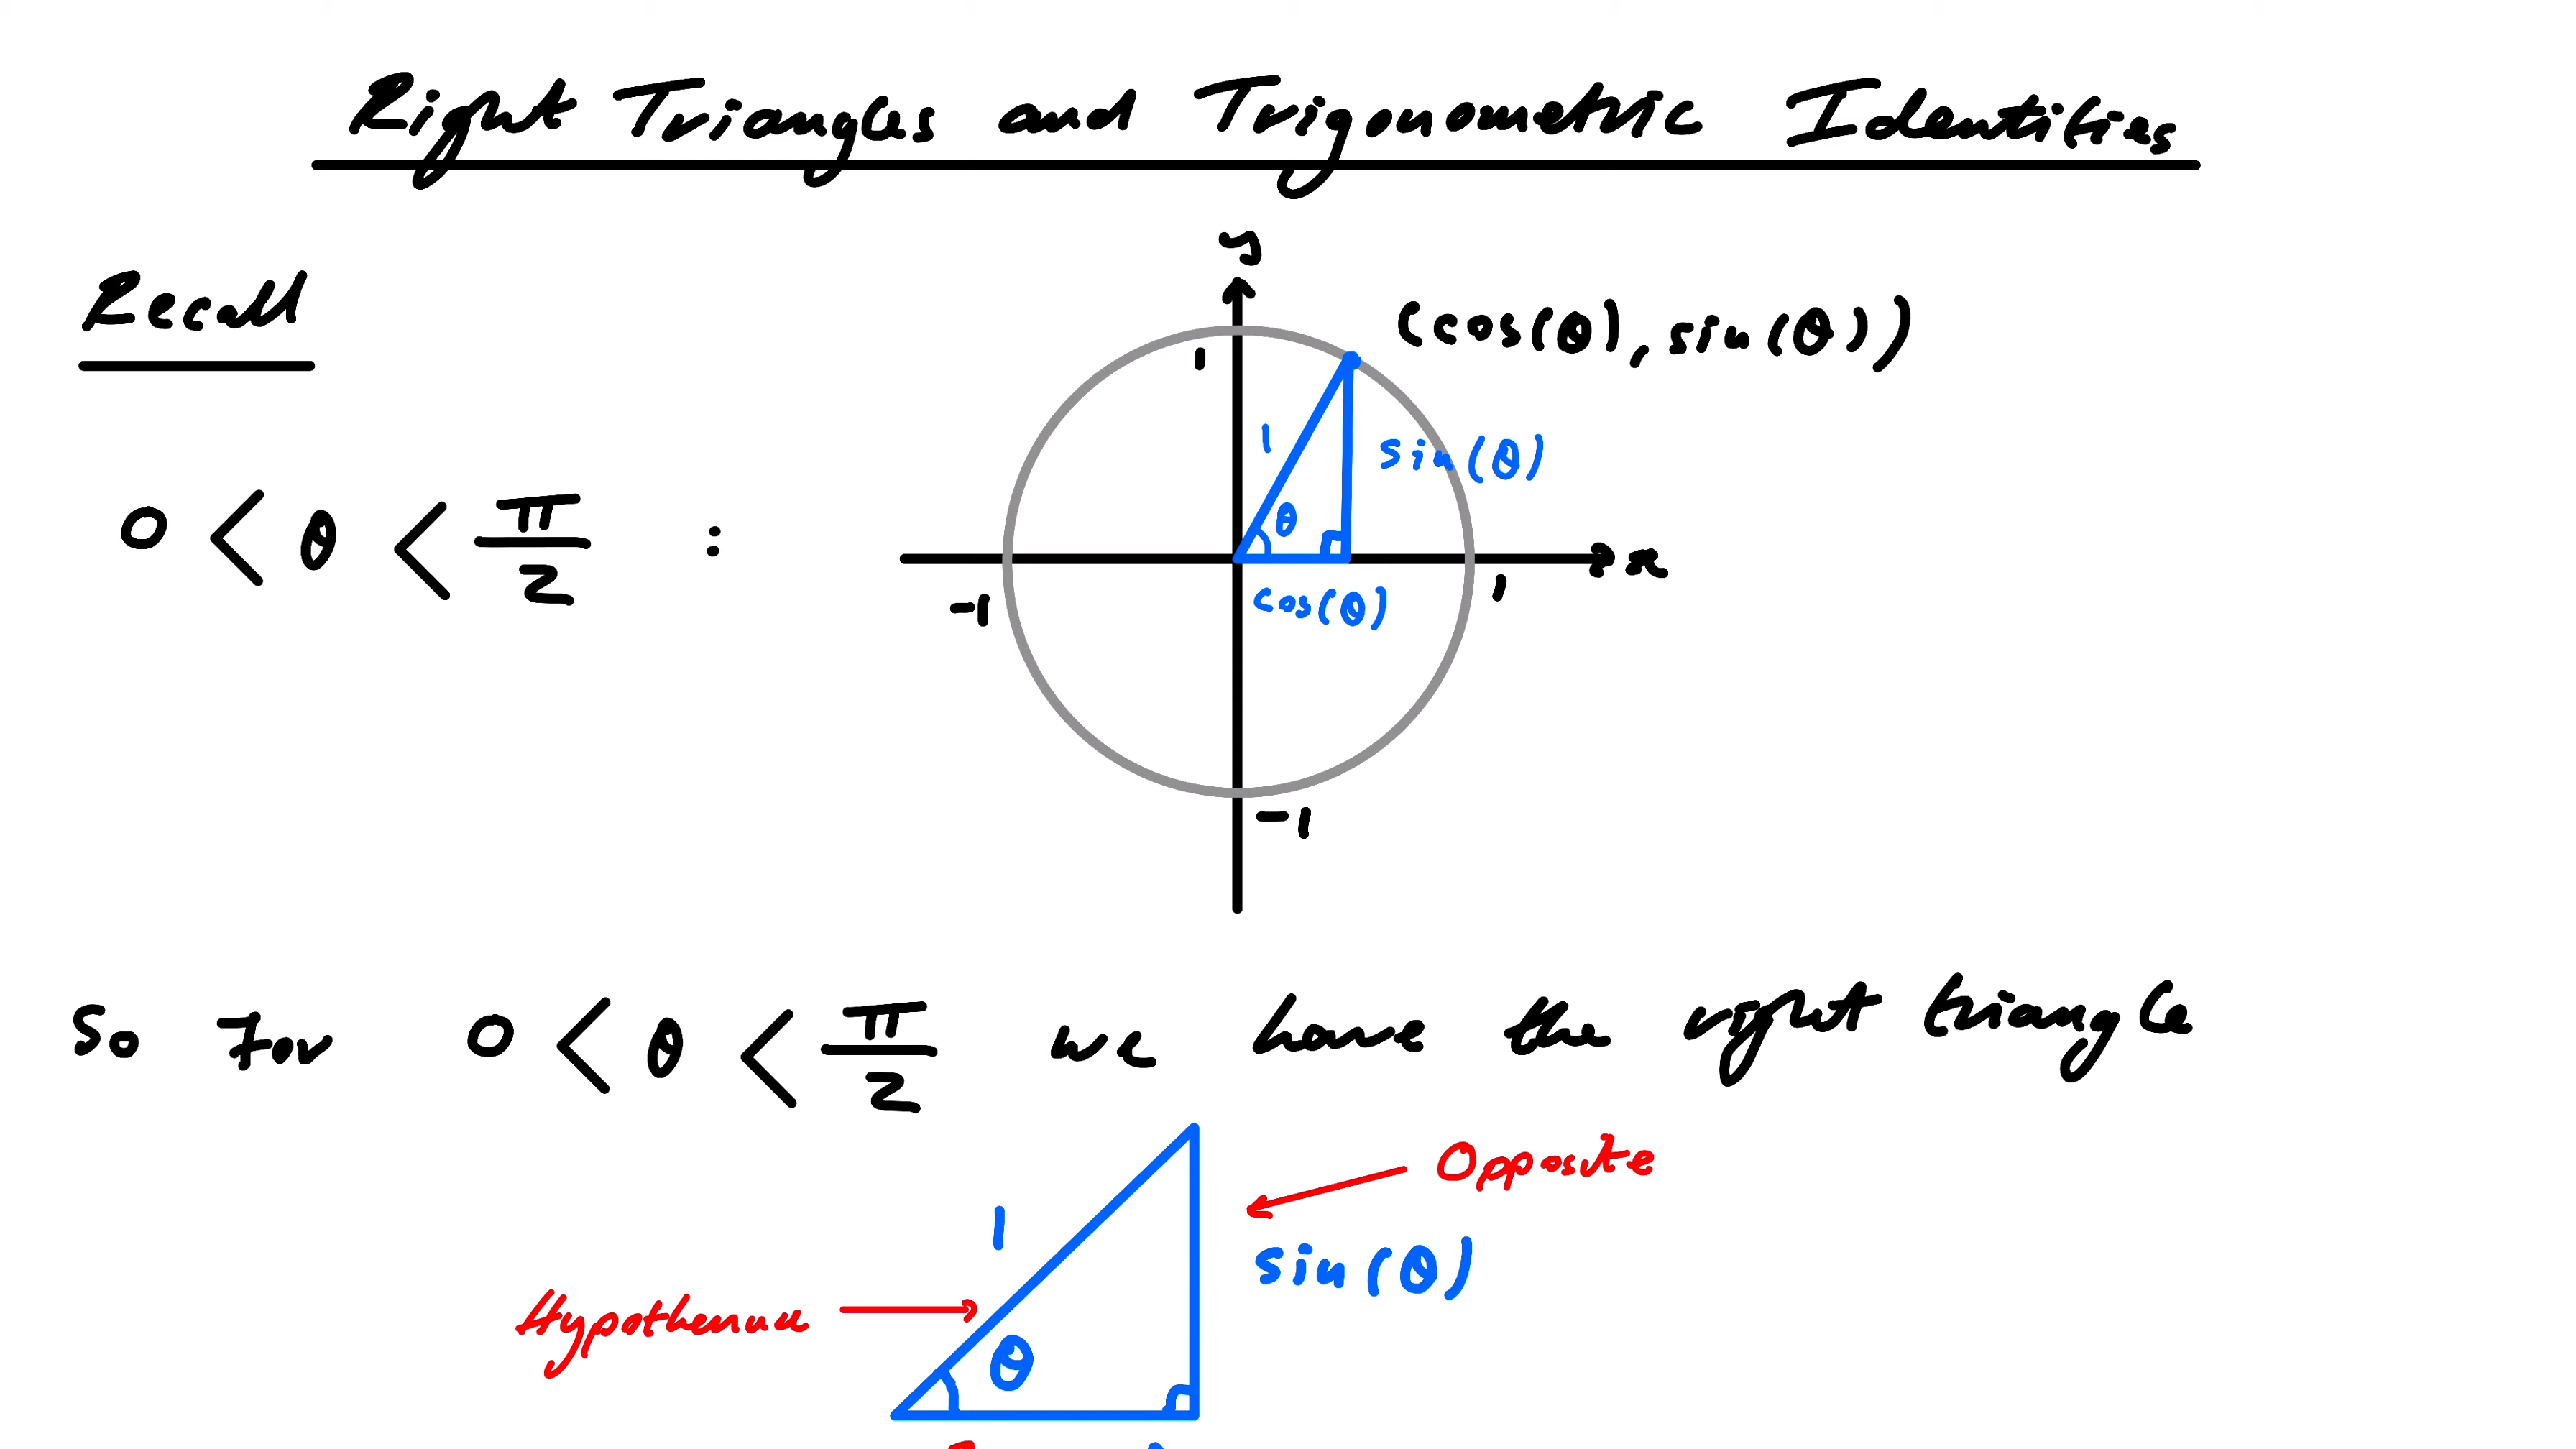 Right Triangles and Trigonometric Identities
y
Recall
(cos(θ), sin(θ))
1
1
sin(θ)
0 < θ < π/2 :
θ
x
-1
cos(θ)
1
-1
So for 0 < θ < π/2 we have the right triangle
Opposite
1
sin(θ)
Hypothenuse
θ